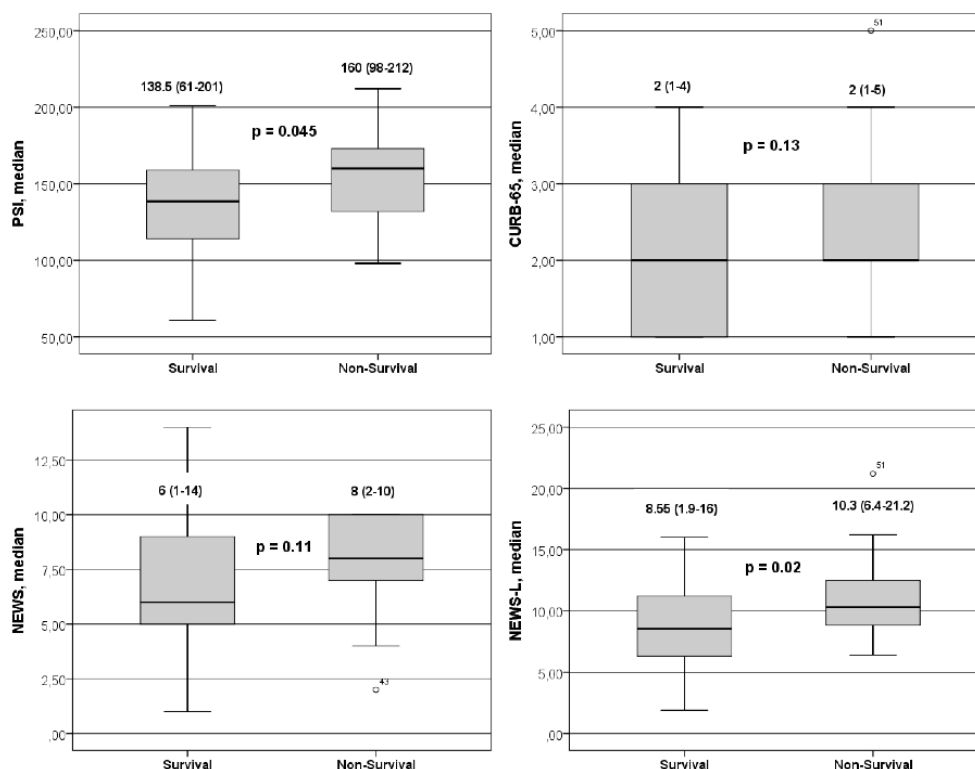 PSI, median
250,00
200,00
150,00
100,00
50,00
138.5 (61-201)
160 (98-212)
p = 0.045
Survival
Non-Survival
CURB-65, median
5,00
4,00
3,00
2,00
1,00
51
2 (1-4)
2 (1-5)
p = 0.13
Survival
Non-Survival
NEWS, median
12,50
10,00
7,50
5,00
2,50
,00
6 (1-14)
8 (2-10)
p = 0.11
43
Survival
Non-Survival
NEWS-L, median
25,00
20,00
15,00
10,00
5,00
,00
51
8.55 (1.9-16)
10.3 (6.4-21.2)
p = 0.02
Survival
Non-Survival